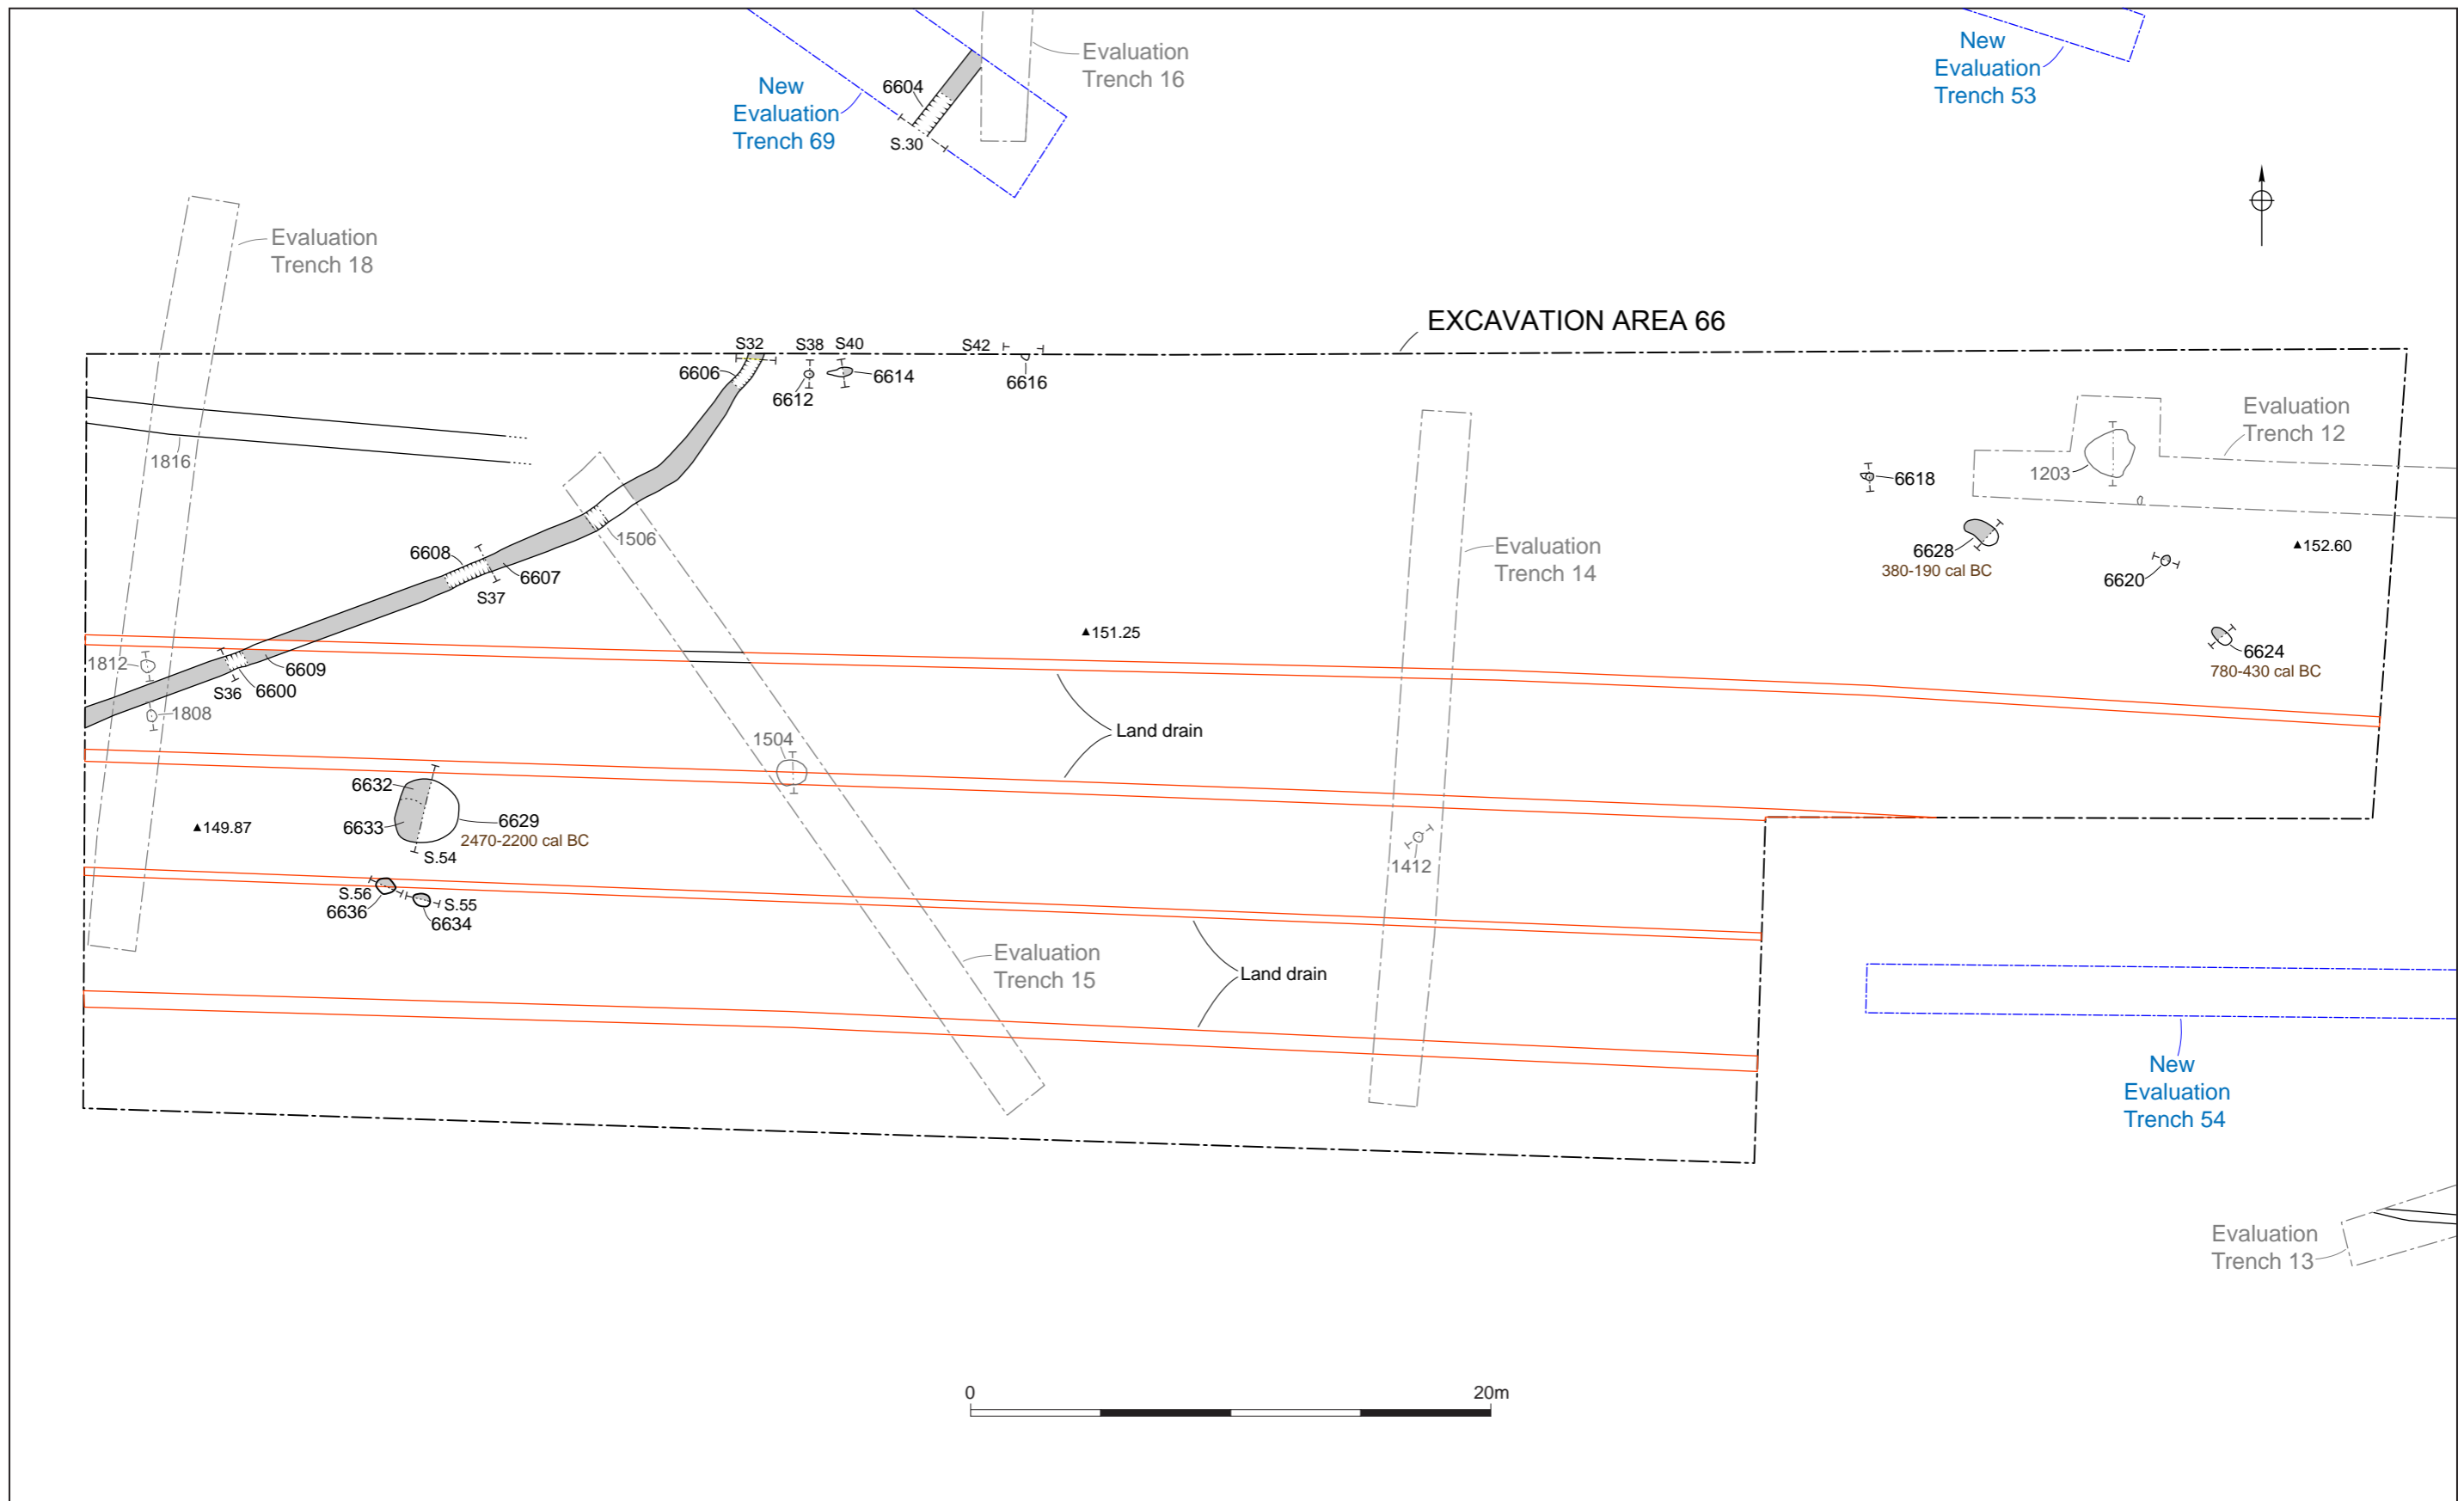 Evaluation
Trench 16
New
Evaluation
Trench 53
New
Evaluation
Trench 69
6604
S.30
Evaluation
Trench 18
EXCAVATION AREA 66
S32
S38
S40
S42
6606
6614
6612
6616
Evaluation
Trench 12
1816
1203
6618
1506
Evaluation
Trench 14
6608
6607
S37
6628
380-190 cal BC
6620
▲152.60
▲151.25
6624
780-430 cal BC
1812
6609
6600
S36
1808
Land drain
1504
6632
6633
6629
2470-2200 cal BC
S.54
▲149.87
1412
S.56
6636
S.55
6634
Evaluation
Trench 15
Land drain
New
Evaluation
Trench 54
Evaluation
Trench 13
0
20m